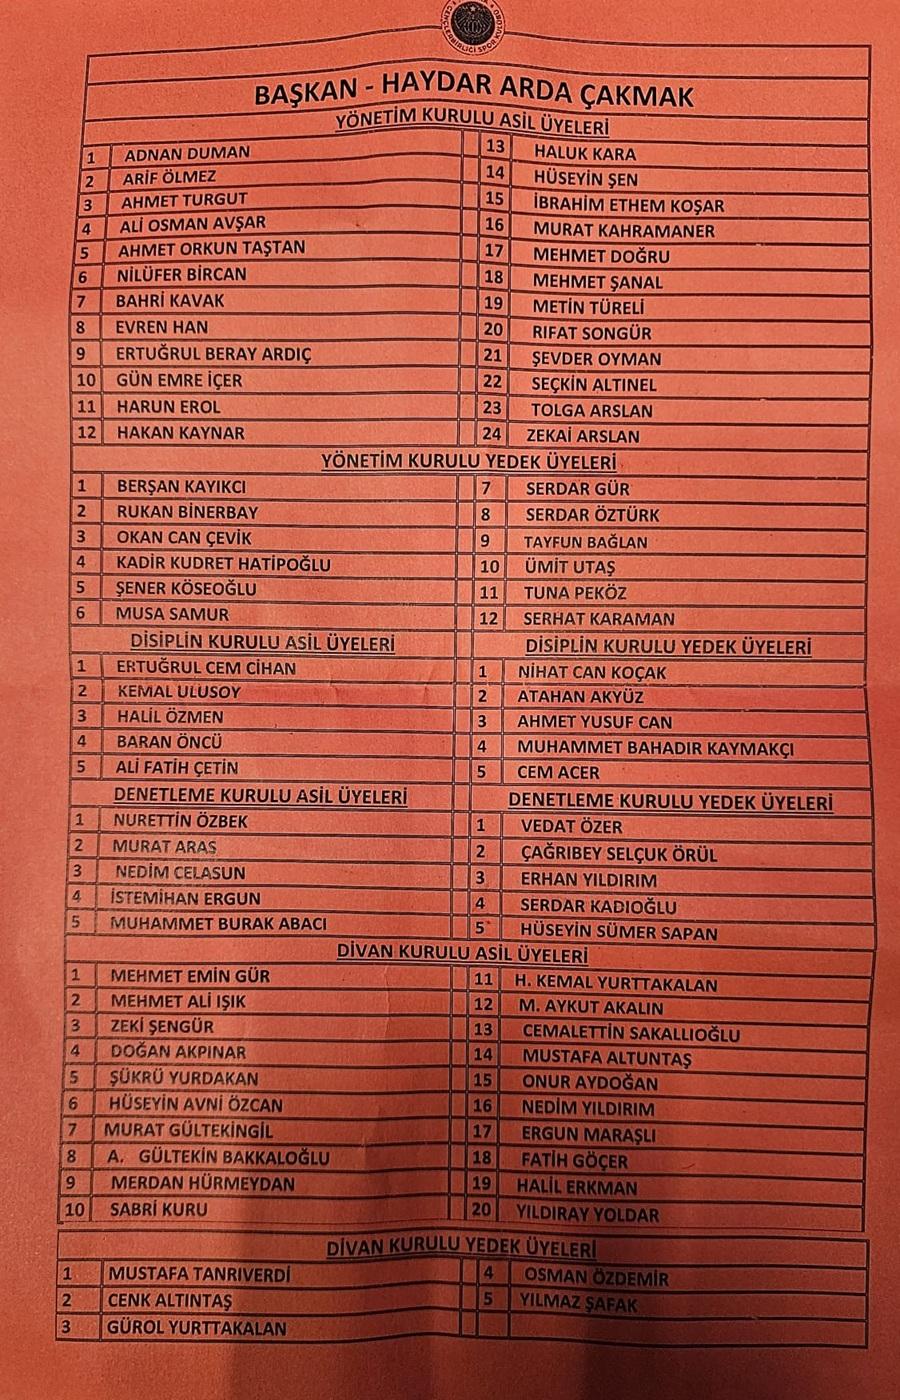 GENÇLERBİRLİĞİ SPOR KULÜBÜ
BAŞKAN - HAYDAR ARDA ÇAKMAK
YÖNETİM KURULU ASİL ÜYELERİ
1 ADNAN DUMAN 13 HALUK KARA
2 ARİF ÖLMEZ 14 HÜSEYİN ŞEN
3 AHMET TURGUT 15 İBRAHİM ETHEM KOŞAR
4 ALİ OSMAN AVŞAR 16 MURAT KAHRAMANER
5 AHMET ORKUN TAŞTAN 17 MEHMET DOĞRU
6 NİLÜFER BİRCAN 18 MEHMET ŞANAL
7 BAHRİ KAVAK 19 METİN TÜRELİ
8 EVREN HAN 20 RIFAT SONGÜR
9 ERTUĞRUL BERAY ARDIÇ 21 ŞEVDER OYMAN
10 GÜN EMRE İÇER 22 SEÇKİN ALTINEL
11 HARUN EROL 23 TOLGA ARSLAN
12 HAKAN KAYNAR 24 ZEKAİ ARSLAN
YÖNETİM KURULU YEDEK ÜYELERİ
1 BERŞAN KAYIKCI 7 SERDAR GÜR
2 RUKAN BİNERBAY 8 SERDAR ÖZTÜRK
3 OKAN CAN ÇEVİK 9 TAYFUN BAĞLAN
4 KADİR KUDRET HATİPOĞLU 10 ÜMİT UTAŞ
5 ŞENER KÖSEOĞLU 11 TUNA PEKÖZ
6 MUSA SAMUR 12 SERHAT KARAMAN
DİSİPLİN KURULU ASİL ÜYELERİ DİSİPLİN KURULU YEDEK ÜYELERİ
1 ERTUĞRUL CEM CİHAN 1 NİHAT CAN KOÇAK
2 KEMAL ULUSOY 2 ATAHAN AKYÜZ
3 HALİL ÖZMEN 3 AHMET YUSUF CAN
4 BARAN ÖNCÜ 4 MUHAMMET BAHADIR KAYMAKÇI
5 ALİ FATİH ÇETİN 5 CEM ACER
DENETLEME KURULU ASİL ÜYELERİ DENETLEME KURULU YEDEK ÜYELERİ
1 NURETTİN ÖZBEK 1 VEDAT ÖZER
2 MURAT ARAS 2 ÇAĞRIBEY SELÇUK ÖRÜL
3 NEDİM CELASUN 3 ERHAN YILDIRIM
4 İSTEMİHAN ERGUN 4 SERDAR KADIOĞLU
5 MUHAMMET BURAK ABACI 5 HÜSEYİN SÜMER SAPAN
DİVAN KURULU ASİL ÜYELERİ
1 MEHMET EMİN GÜR 11 H. KEMAL YURTTAKALAN
2 MEHMET ALİ IŞIK 12 M. AYKUT AKALIN
3 ZEKİ ŞENGÜR 13 CEMALETTİN SAKALLIOĞLU
4 DOĞAN AKPINAR 14 MUSTAFA ALTUNTAŞ
5 ŞÜKRÜ YURDAKAN 15 ONUR AYDOĞAN
6 HÜSEYİN AVNİ ÖZCAN 16 NEDİM YILDIRIM
7 MURAT GÜLTEKİNGİL 17 ERGUN MARAŞLI
8 A. GÜLTEKİN BAKKALOĞLU 18 FATİH GÖÇER
9 MERDAN HÜRMEYDAN 19 HALİL ERKMAN
10 SABRİ KURU 20 YILDIRAY YOLDAR
DİVAN KURULU YEDEK ÜYELERİ
1 MUSTAFA TANRIVERDİ 4 OSMAN ÖZDEMİR
2 CENK ALTINTAŞ 5 YILMAZ ŞAFAK
3 GÜROL YURTTAKALAN